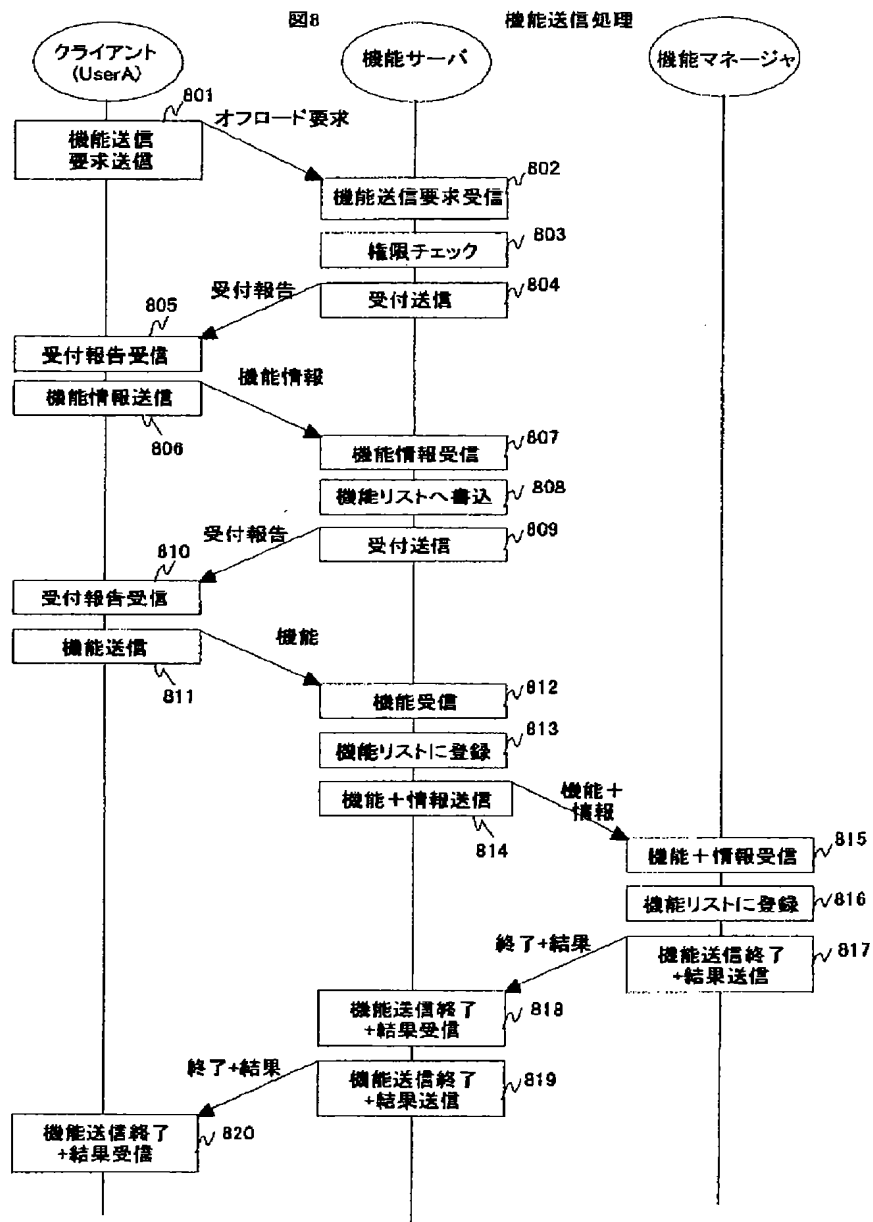 図8 機能送信処理
クライアント
(UserA)
機能サーバ
機能マネージャ
801
機能送信
要求送信
オフロード要求
802
機能送信要求受信
803
権限チェック
受付報告
804
受付送信
805
受付報告受信
機能情報
機能情報送信
806
807
機能情報受信
808
機能リストへ書込
受付報告
809
受付送信
810
受付報告受信
機能
機能送信
811
812
機能受信
813
機能リストに登録
機能+
情報
機能+情報送信
814
815
機能+情報受信
816
機能リストに登録
終了+結果
817
機能送信終了
+結果送信
818
機能送信終了
+結果受信
終了+結果
819
機能送信終了
+結果送信
820
機能送信終了
+結果受信